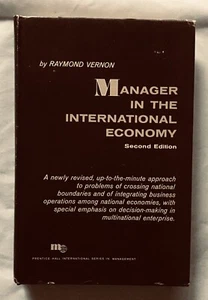 by RAYMOND VERNON
MANAGER
IN THE
INTERNATIONAL
ECONOMY
Second Edition
A newly revised, up-to-the-minute approach
to problems of crossing national
boundaries and of integrating business
operations among national economies, with
special emphasis on decision-making in
multinational enterprise.
PRENTICE-HALL INTERNATIONAL SERIES IN MANAGEMENT